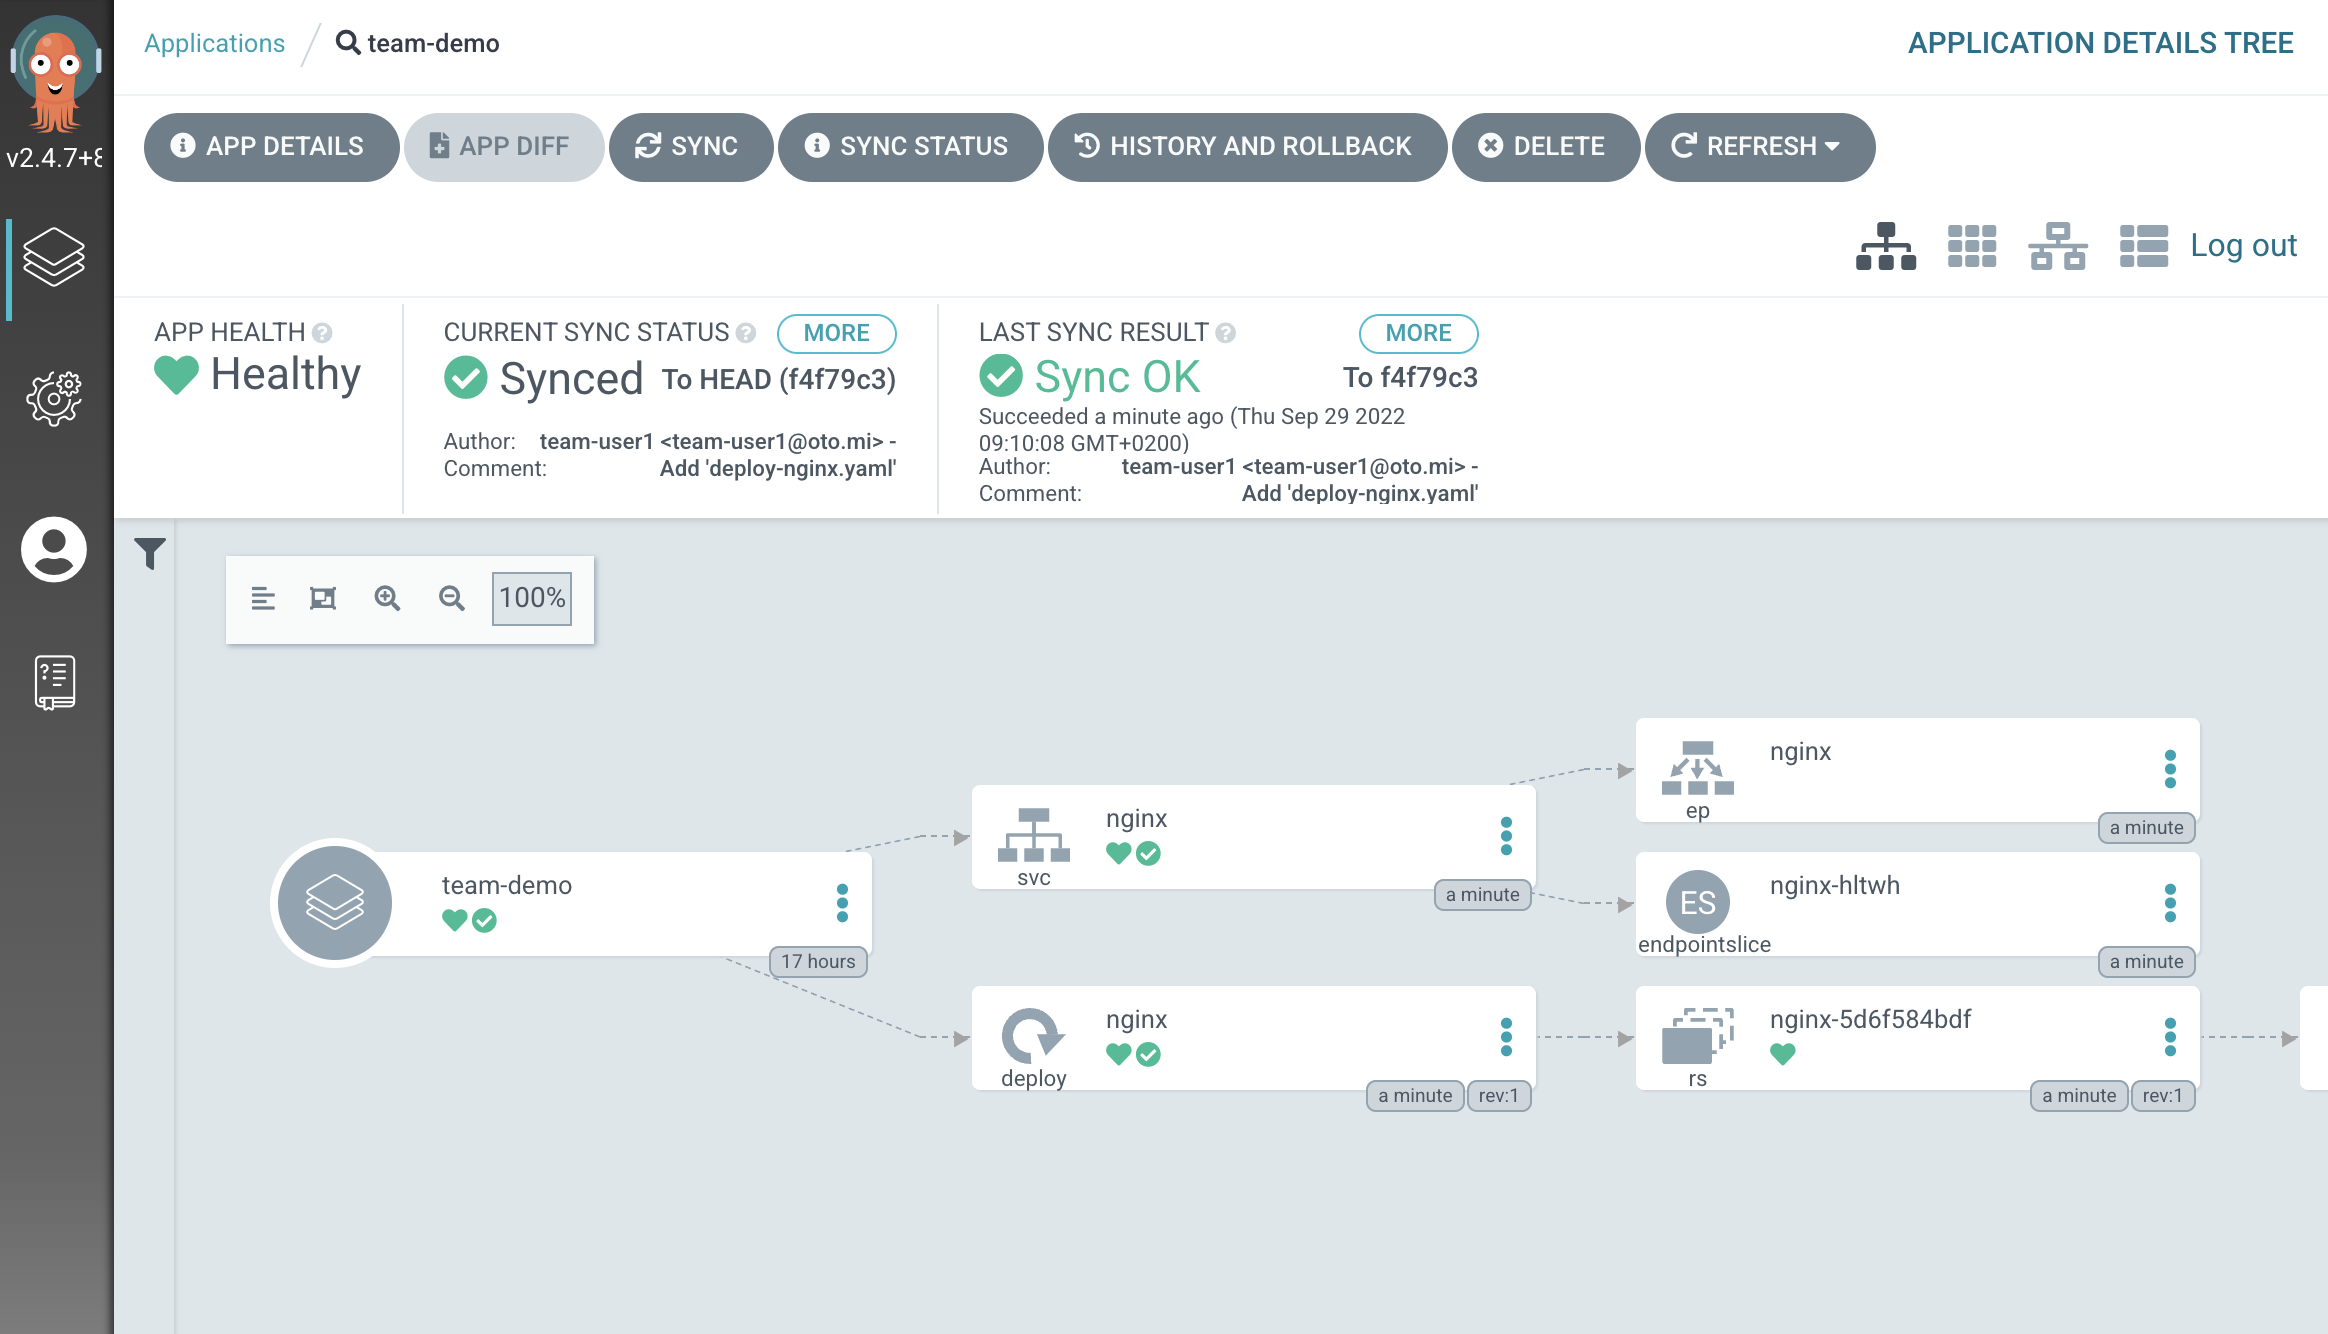 Applications / team-demo
APPLICATION DETAILS TREE
v2.4.7+8
APP DETAILS
APP DIFF
SYNC
SYNC STATUS
HISTORY AND ROLLBACK
DELETE
REFRESH
Log out
APP HEALTH
Healthy
CURRENT SYNC STATUS
MORE
Synced To HEAD (f4f79c3)
Author: team-user1 <team-user1@oto.mi> -
Comment: Add 'deploy-nginx.yaml'
LAST SYNC RESULT
MORE
Sync OK To f4f79c3
Succeeded a minute ago (Thu Sep 29 2022
09:10:08 GMT+0200)
Author: team-user1 <team-user1@oto.mi> -
Comment: Add 'deploy-nginx.yaml'
100%
team-demo
17 hours
nginx
svc
a minute
nginx
deploy
a minute
rev:1
nginx
ep
a minute
ES
nginx-hltwh
endpointslice
a minute
nginx-5d6f584bdf
rs
a minute
rev:1